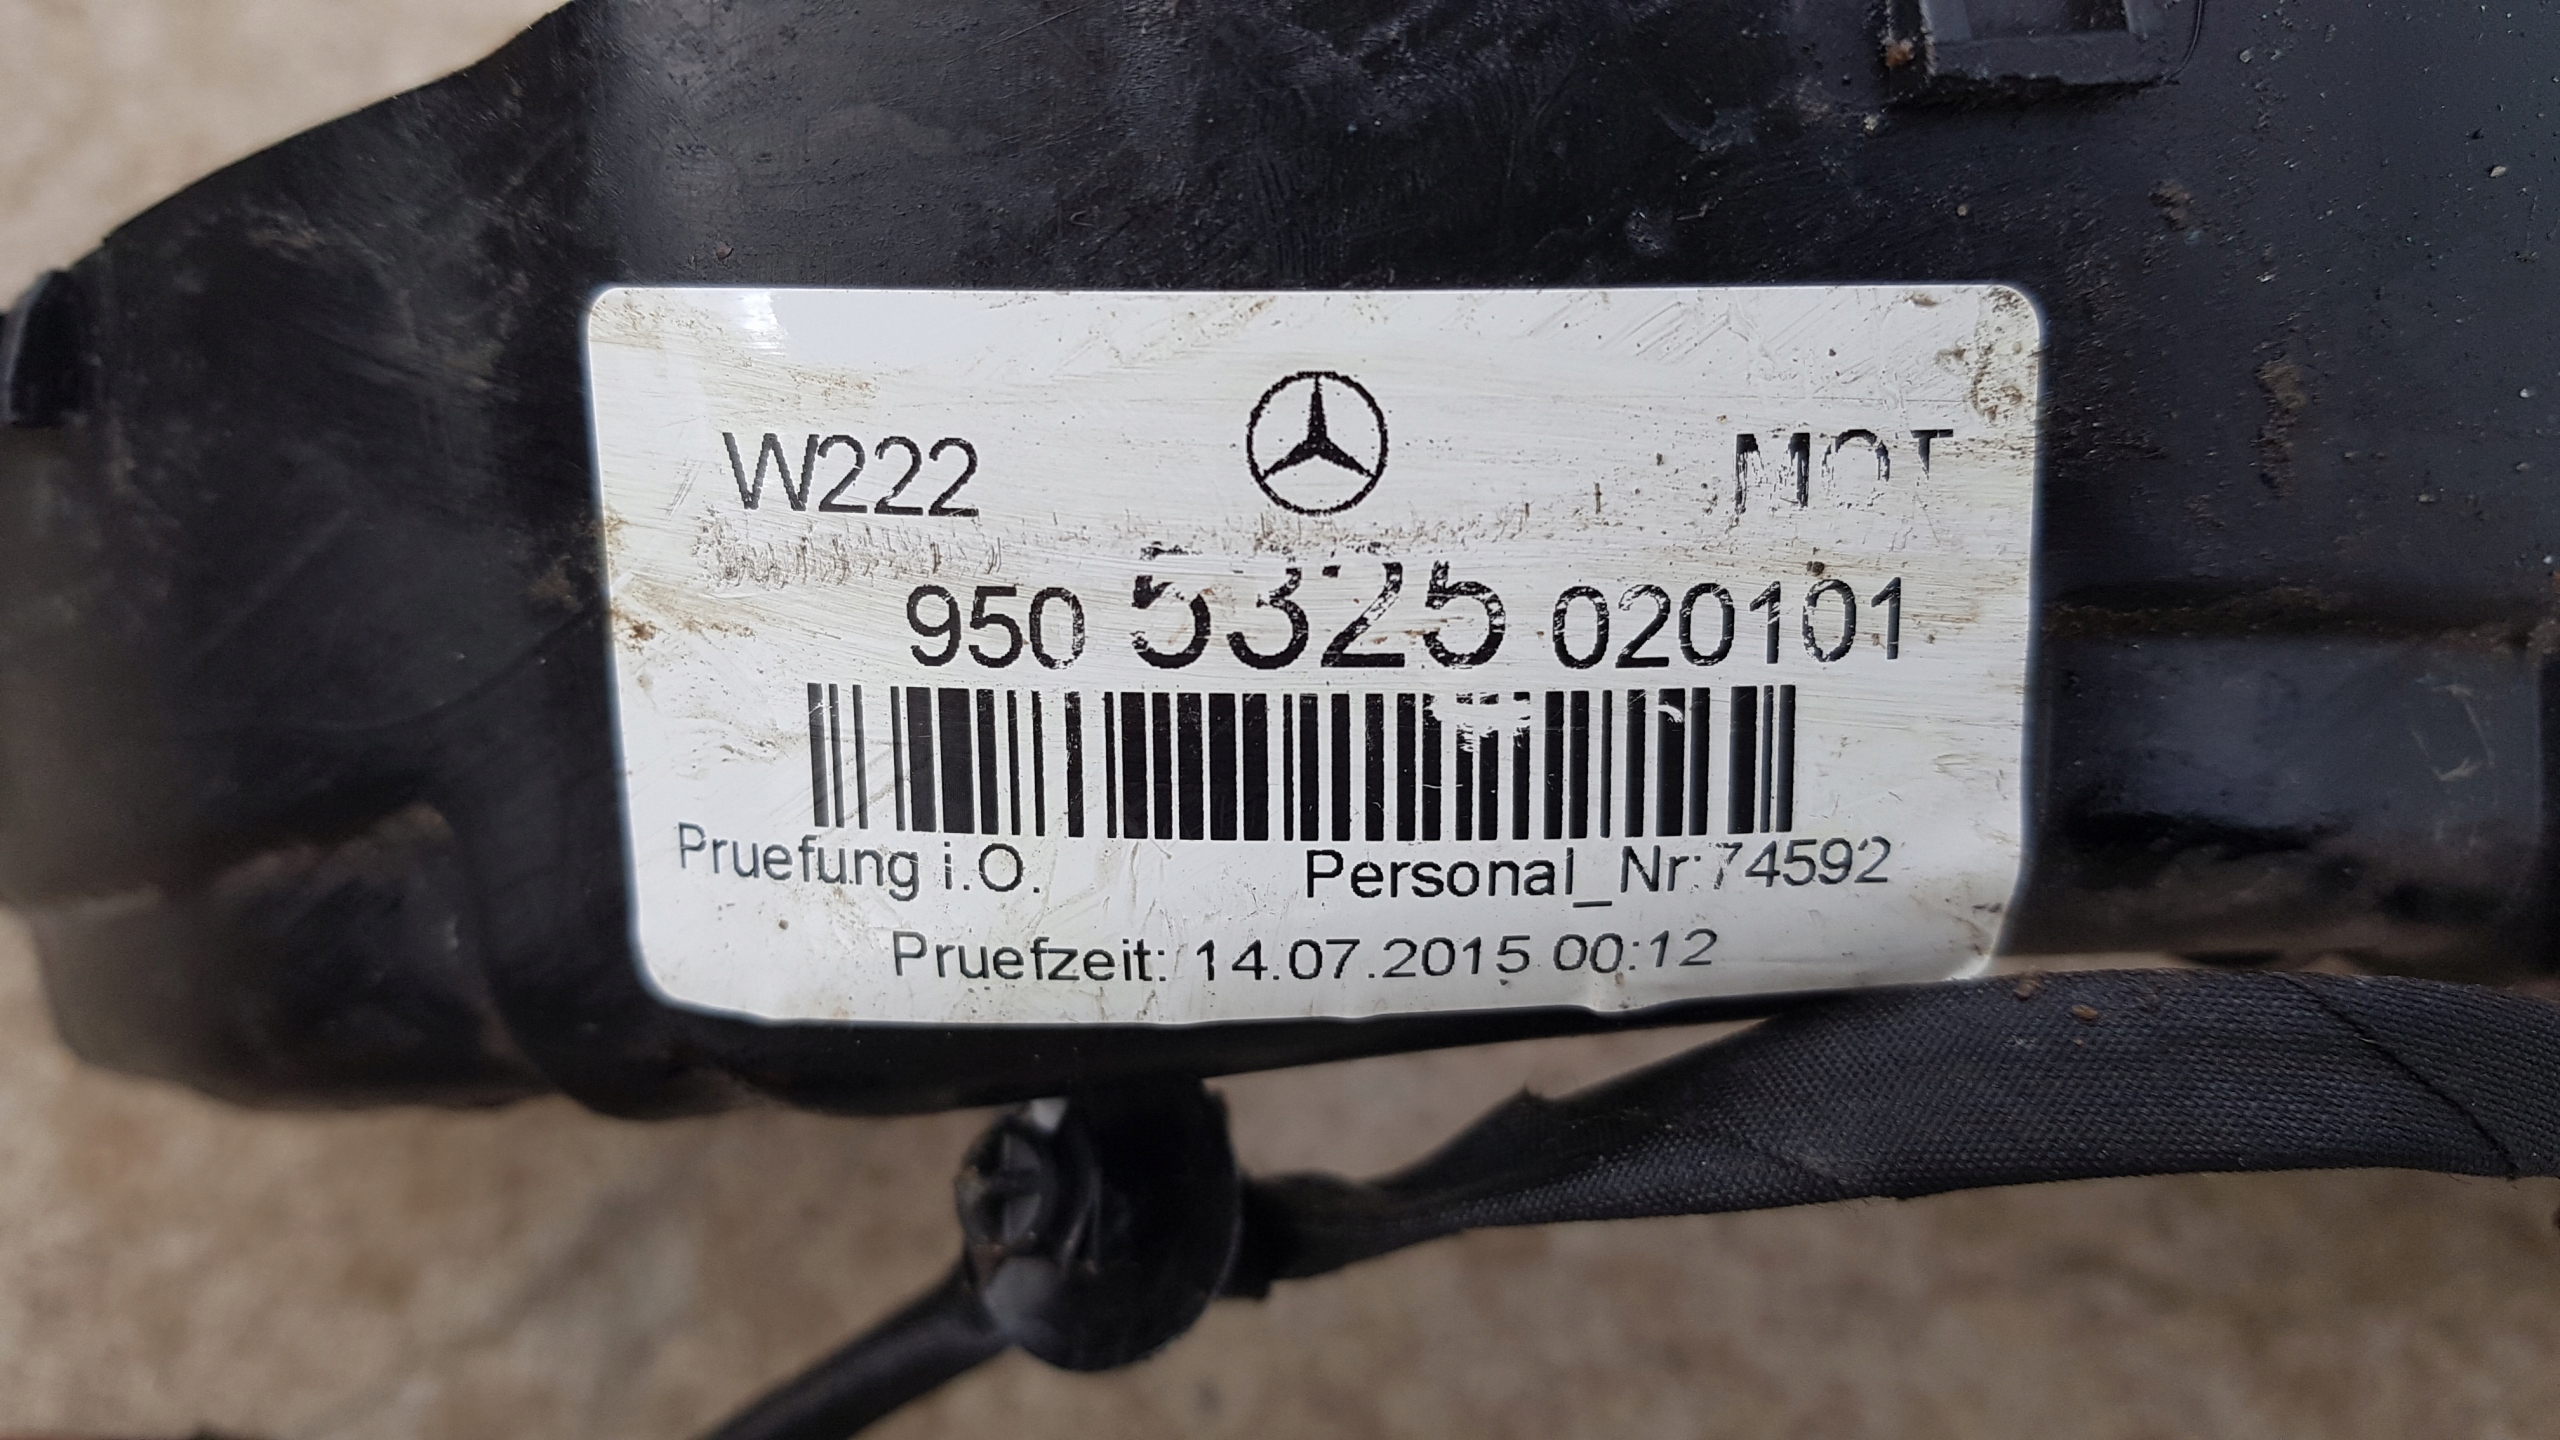 W222 MOT
950 5325 020101
Pruefung i.O. Personal_Nr:74592
Pruefzeit: 14.07.2015 00:12